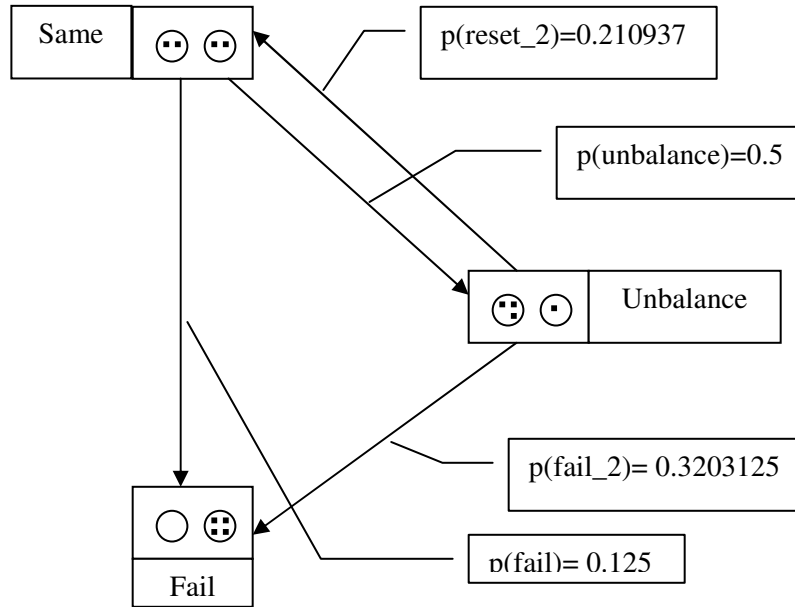 Same
p(reset_2)=0.210937
p(unbalance)=0.5
Unbalance
p(fail_2)= 0.3203125
p(fail)= 0.125
Fail